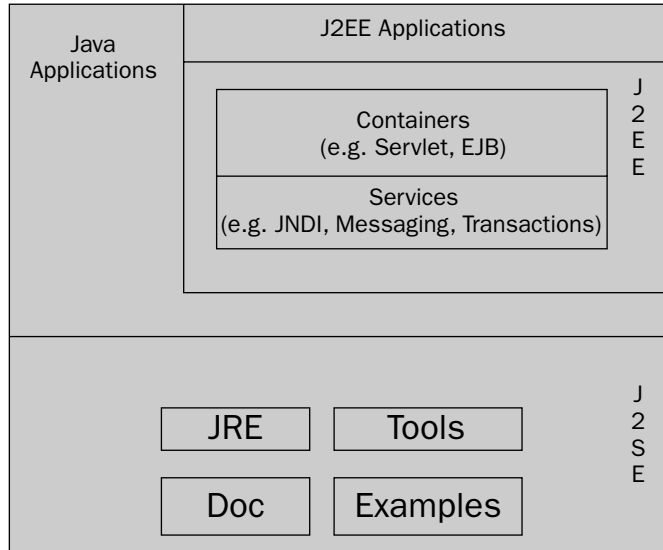 Java
Applications
J2EE Applications
Containers
(e.g. Servlet, EJB)
Services
(e.g. JNDI, Messaging, Transactions)
J
2
E
E
JRE
Tools
Doc
Examples
J
2
S
E